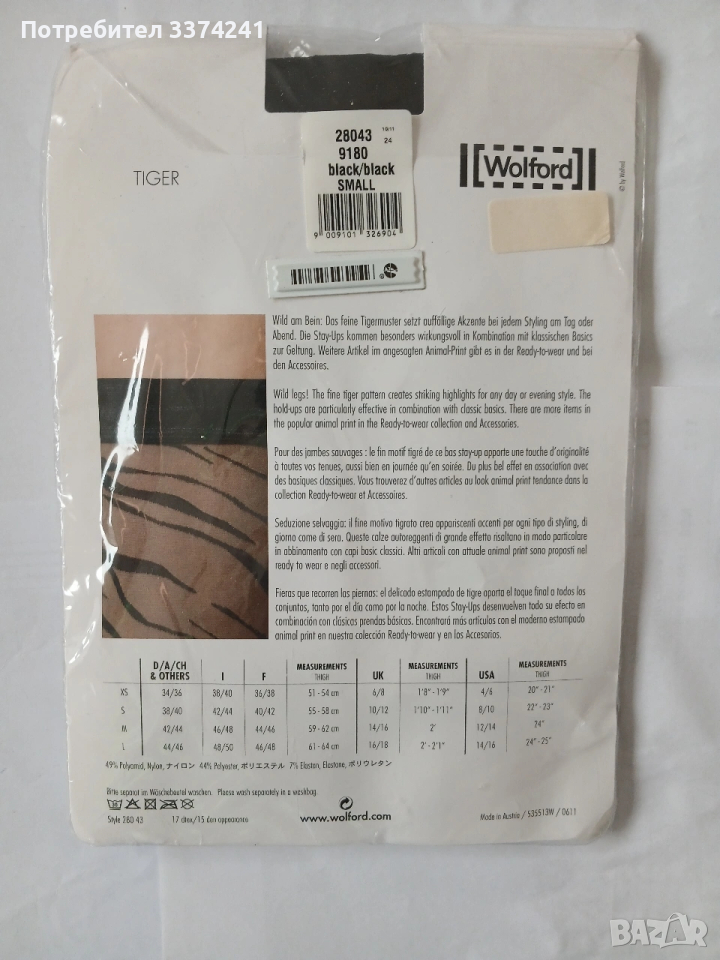 Потребител 3374241
TIGER
28043
19/11
24
9180
black/black
SMALL
9 009101 326904
Wolford
Wild am Bein: Das feine Tigermuster setzt auffällige Akzente bei jedem Styling am Tag oder
Abend. Die Stay-Ups kommen besonders wirkungsvoll in Kombination mit klassischen Basics
zur Geltung. Weitere Artikel im angesagten Animal-Print gibt es in der Ready-to-wear und bei
den Accessoires.
Wild legs! The fine tiger pattern creates striking highlights for any day or evening style. The
hold-ups are particularly effective in combination with classic basics. There are more items in
the popular animal print in the Ready-to-wear collection and Accessories.
Pour des jambes sauvages : le fin motif tigré de ce bas stay-up apporte une touche d'originalité
à toutes vos tenues, aussi bien en journée qu'en soirée. Du plus bel effet en association avec
des basiques classiques. Vous trouverez d'autres articles au look animal print tendance dans la
collection Ready-to-wear et Accessoires.
Seduzione selvaggia: il fine motivo tigrato crea appariscenti accenti per ogni tipo di styling, di
giorno come di sera. Queste calze autoreggenti di grande effetto risaltano in modo particolare
in abbinamento con capi basic classici. Altri articoli con attuale animal print sono proposti nel
ready to wear e negli accessori.
Fieras que recorren las piernas: el delicado estampado de tigre aporta el toque final a todos los
conjuntos, tanto por el día como por la noche. Estos Stay-Ups desenvuelven todo su efecto en
combinación con clásicas prendas básicas. Encontrará más artículos con el moderno estampado
animal print en nuestra colección Ready-to-wear y en los Accesorios.
D/A/CH & OTHERS I F MEASUREMENTS THIGH UK MEASUREMENTS THIGH USA MEASUREMENTS THIGH
XS 34/36 38/40 36/38 51 - 54 cm 6/8 1'8" - 1'9" 4/6 20" - 21"
S 38/40 42/44 40/42 55 - 58 cm 10/12 1'10" - 1'11" 8/10 22" - 23"
M 42/44 46/48 44/46 59 - 62 cm 14/16 2' 12/14 24"
L 44/46 48/50 46/48 61 - 64 cm 16/18 2' - 2'1" 14/16 24" - 25"
49% Polyamid, Nylon, ナイロン 44% Polyester, ポリエステル 7% Elastan, Elastane, ポリウレタン
Bitte separat im Wäschebeutel waschen. Please wash separately in a washbag.
Style 280 43 17 dtex/15 den appearance
www.wolford.com
Made in Austria / 535513W / 0611
BAZAR